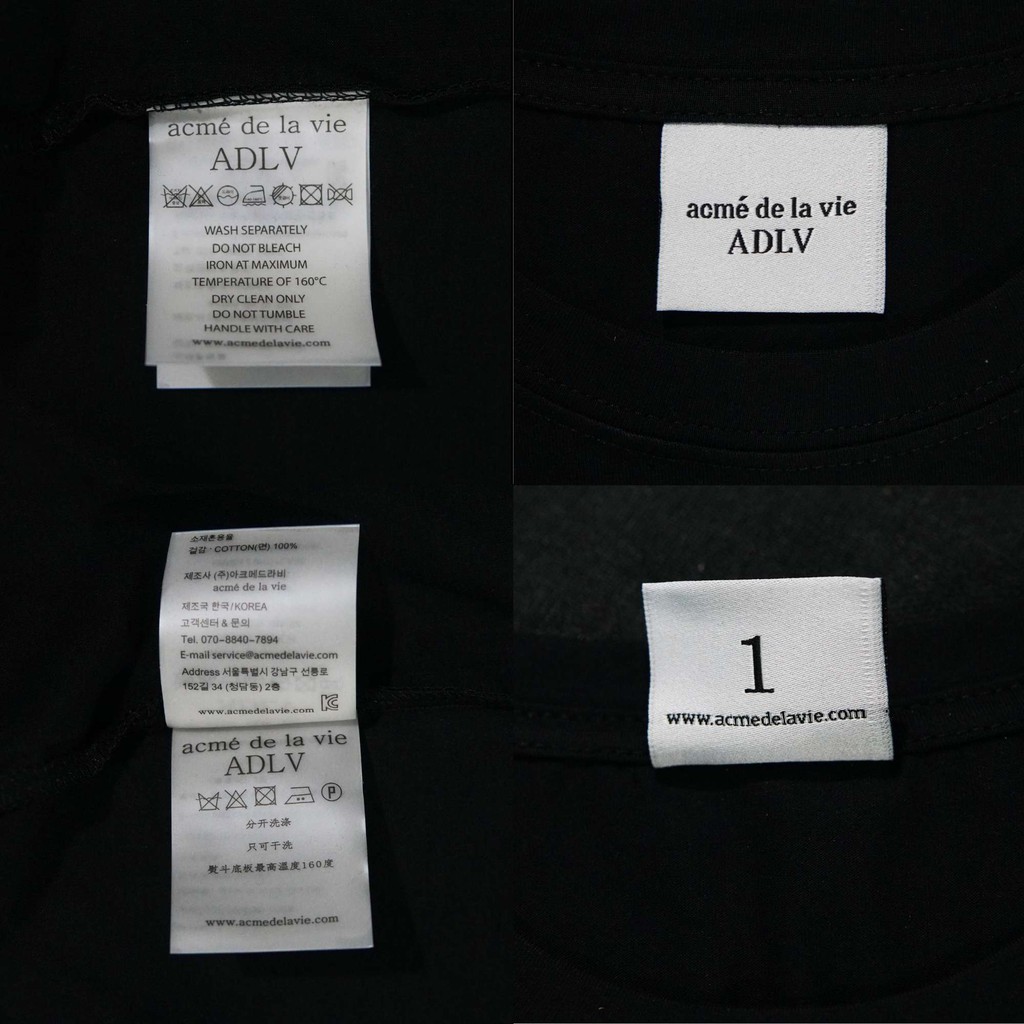 acmé de la vie
ADLV
WASH SEPARATELY
DO NOT BLEACH
IRON AT MAXIMUM
TEMPERATURE OF 160°C
DRY CLEAN ONLY
DO NOT TUMBLE
HANDLE WITH CARE
www.acmedelavie.com
acmé de la vie
ADLV
소재혼용율
겉감 : COTTON(면) 100%
제조사 (주)아크메드라비
acmé de la vie
제조국 한국/KOREA
고객센터 & 문의
Tel. 070-8840-7894
E-mail service@acmedelavie.com
Address 서울특별시 강남구 선릉로
152길 34 (청담동) 2층
www.acmedelavie.com
acmé de la vie
ADLV
P
分开洗涤
只可干洗
熨斗底板最高温度160度
www.acmedelavie.com
1
www.acmedelavie.com